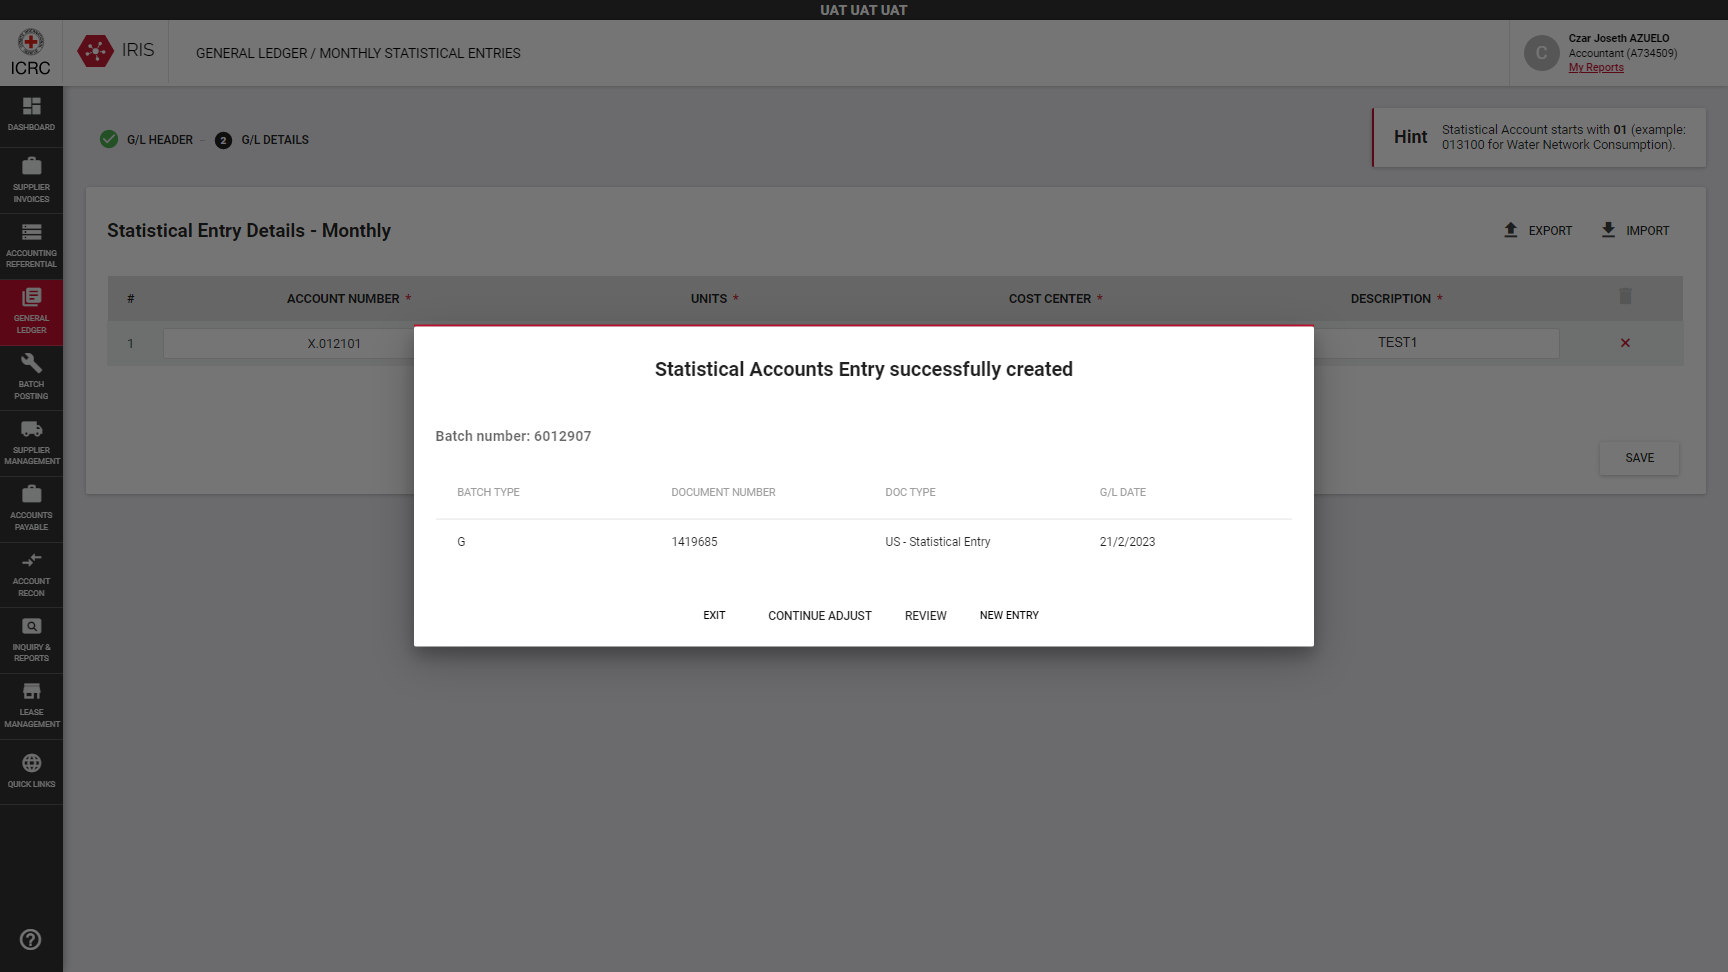 UAT UAT UAT
ICRC
IRIS
GENERAL LEDGER / MONTHLY STATISTICAL ENTRIES
C
Czar Joseth AZUELO
Accountant (A734509)
My Reports
DASHBOARD
SUPPLIER
INVOICES
ACCOUNTING
REFERENTIAL
GENERAL
LEDGER
BATCH
POSTING
SUPPLIER
MANAGEMENT
ACCOUNTS
PAYABLE
ACCOUNT
RECON
INQUIRY &
REPORTS
LEASE
MANAGEMENT
QUICK LINKS
G/L HEADER
2 G/L DETAILS
Hint
Statistical Account starts with 01 (example:
013100 for Water Network Consumption).
Statistical Entry Details - Monthly
EXPORT
IMPORT
# ACCOUNT NUMBER * UNITS * COST CENTER * DESCRIPTION *
1 X.012101 TEST1
SAVE
Statistical Accounts Entry successfully created
Batch number: 6012907
BATCH TYPE DOCUMENT NUMBER DOC TYPE G/L DATE
G 1419685 US - Statistical Entry 21/2/2023
EXIT CONTINUE ADJUST REVIEW NEW ENTRY